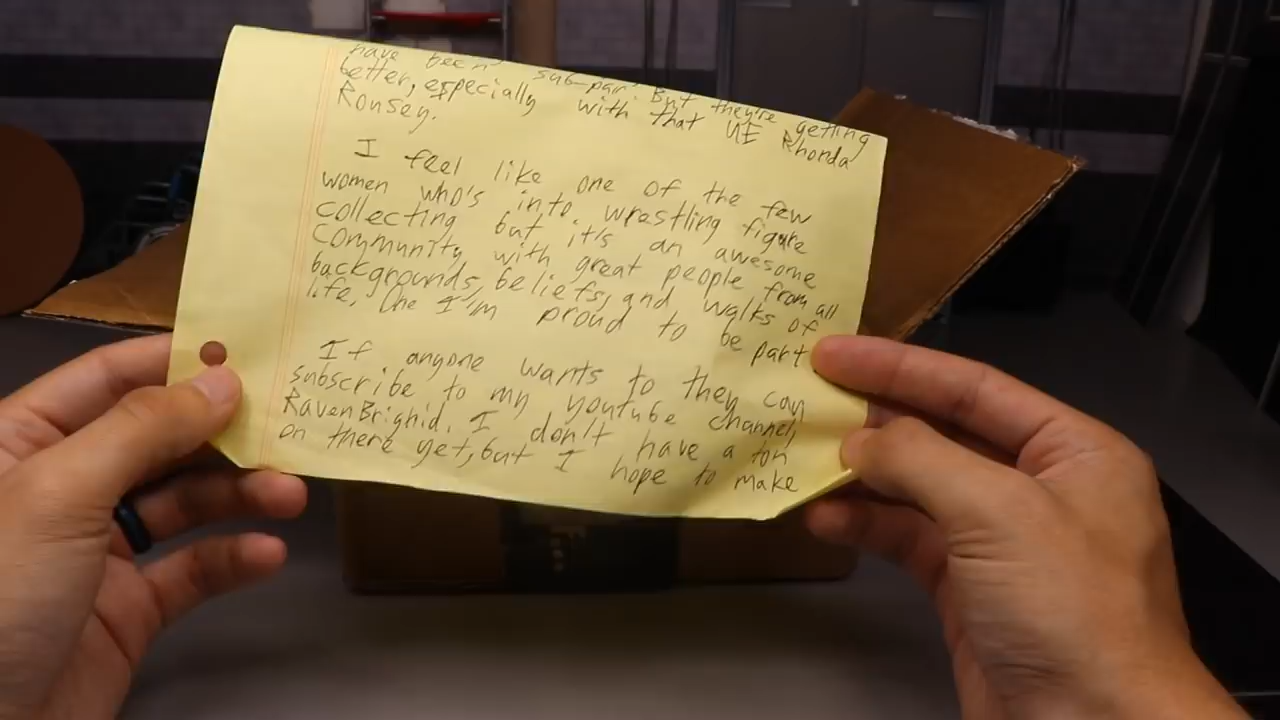 have been sub-par. But they're getting
better, especially with that UE Rhonda
Rousey.
I feel like one of the few
women who's into wrestling figure
collecting but it's an awesome
community with great people from all
backgrounds, beliefs, and walks of
life. One I'm proud to be part
If anyone wants to they can
subscribe to my youtube channel,
RavenBrighid. I don't have a ton
on there yet, but I hope to make